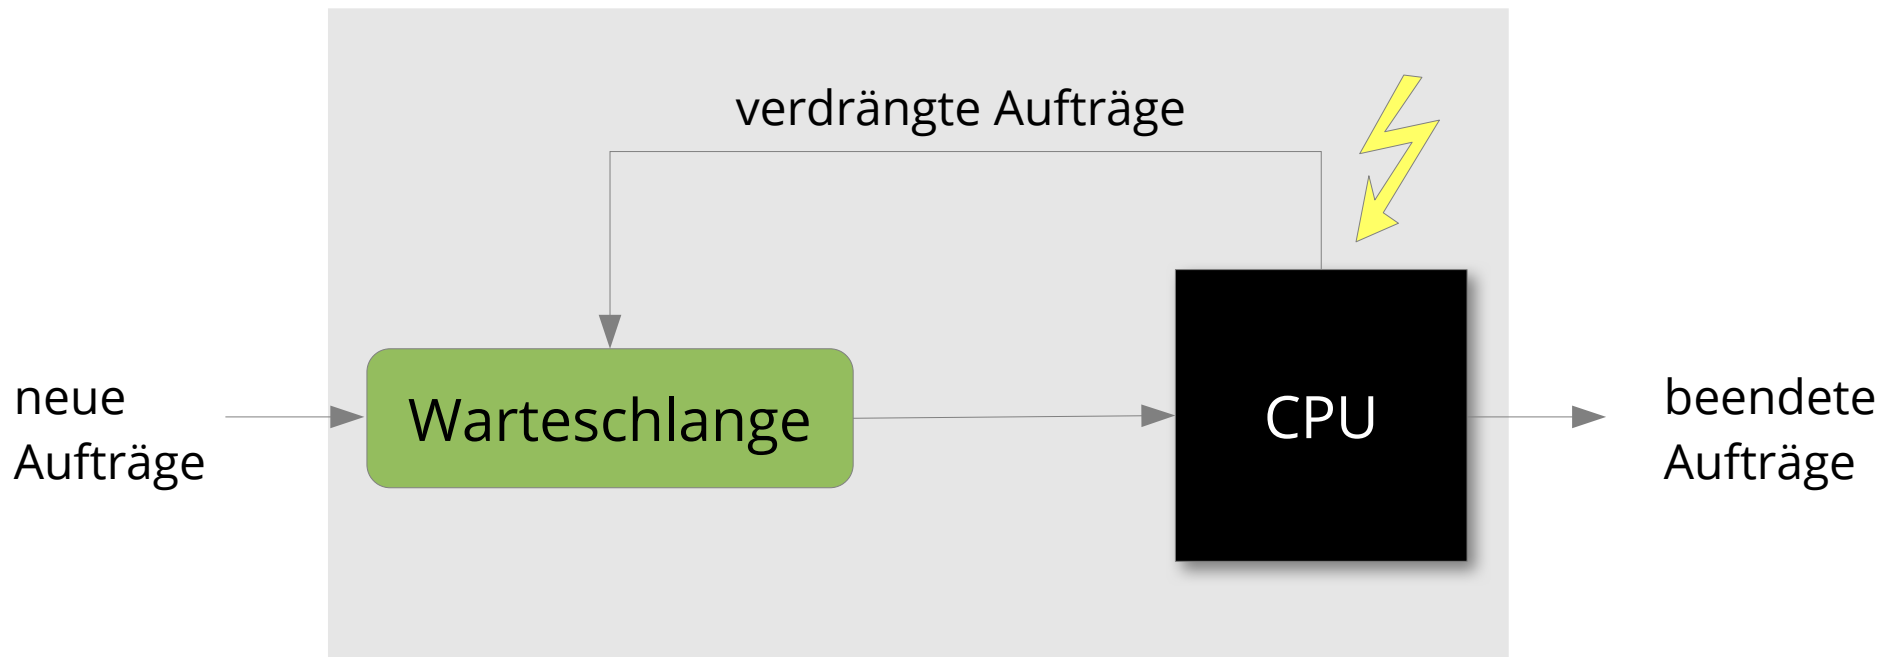 verdrängte Aufträge
neue
Aufträge
Warteschlange
CPU
beendete
Aufträge